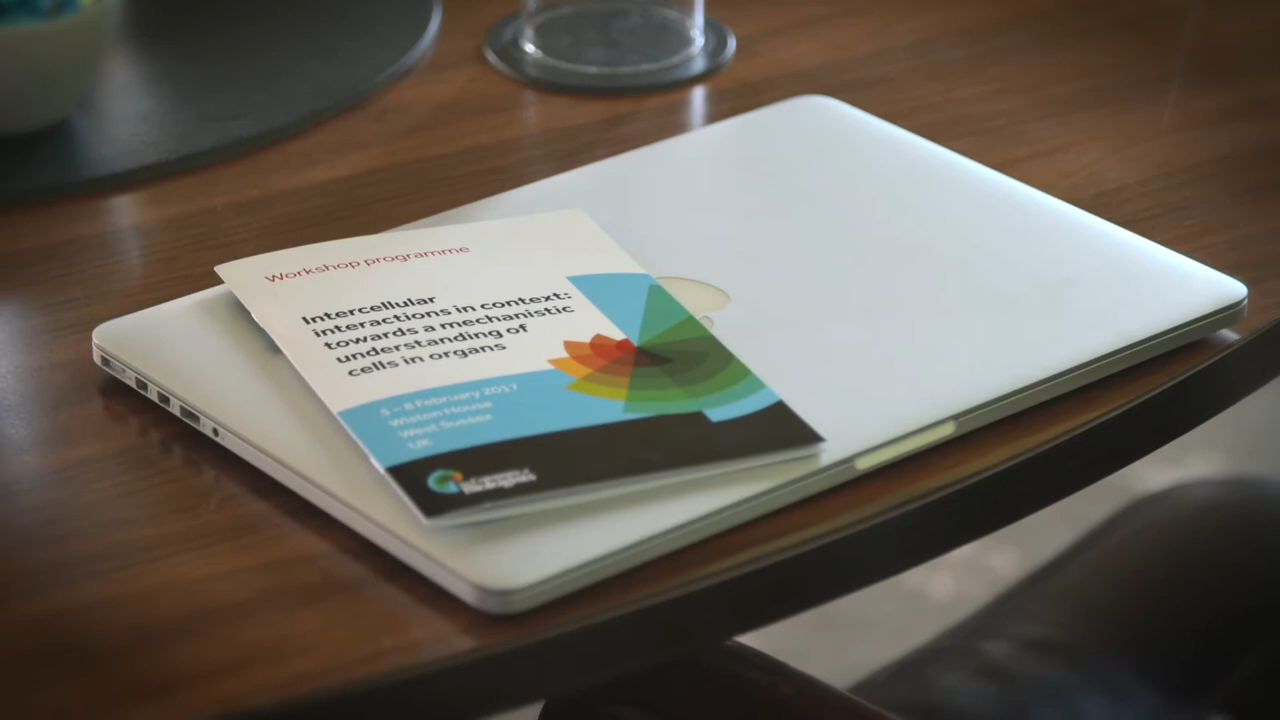 Workshop programme
Intercellular
interactions in context:
towards a mechanistic
understanding of
cells in organs
5 – 8 February 2017
Wiston House
West Sussex
UK